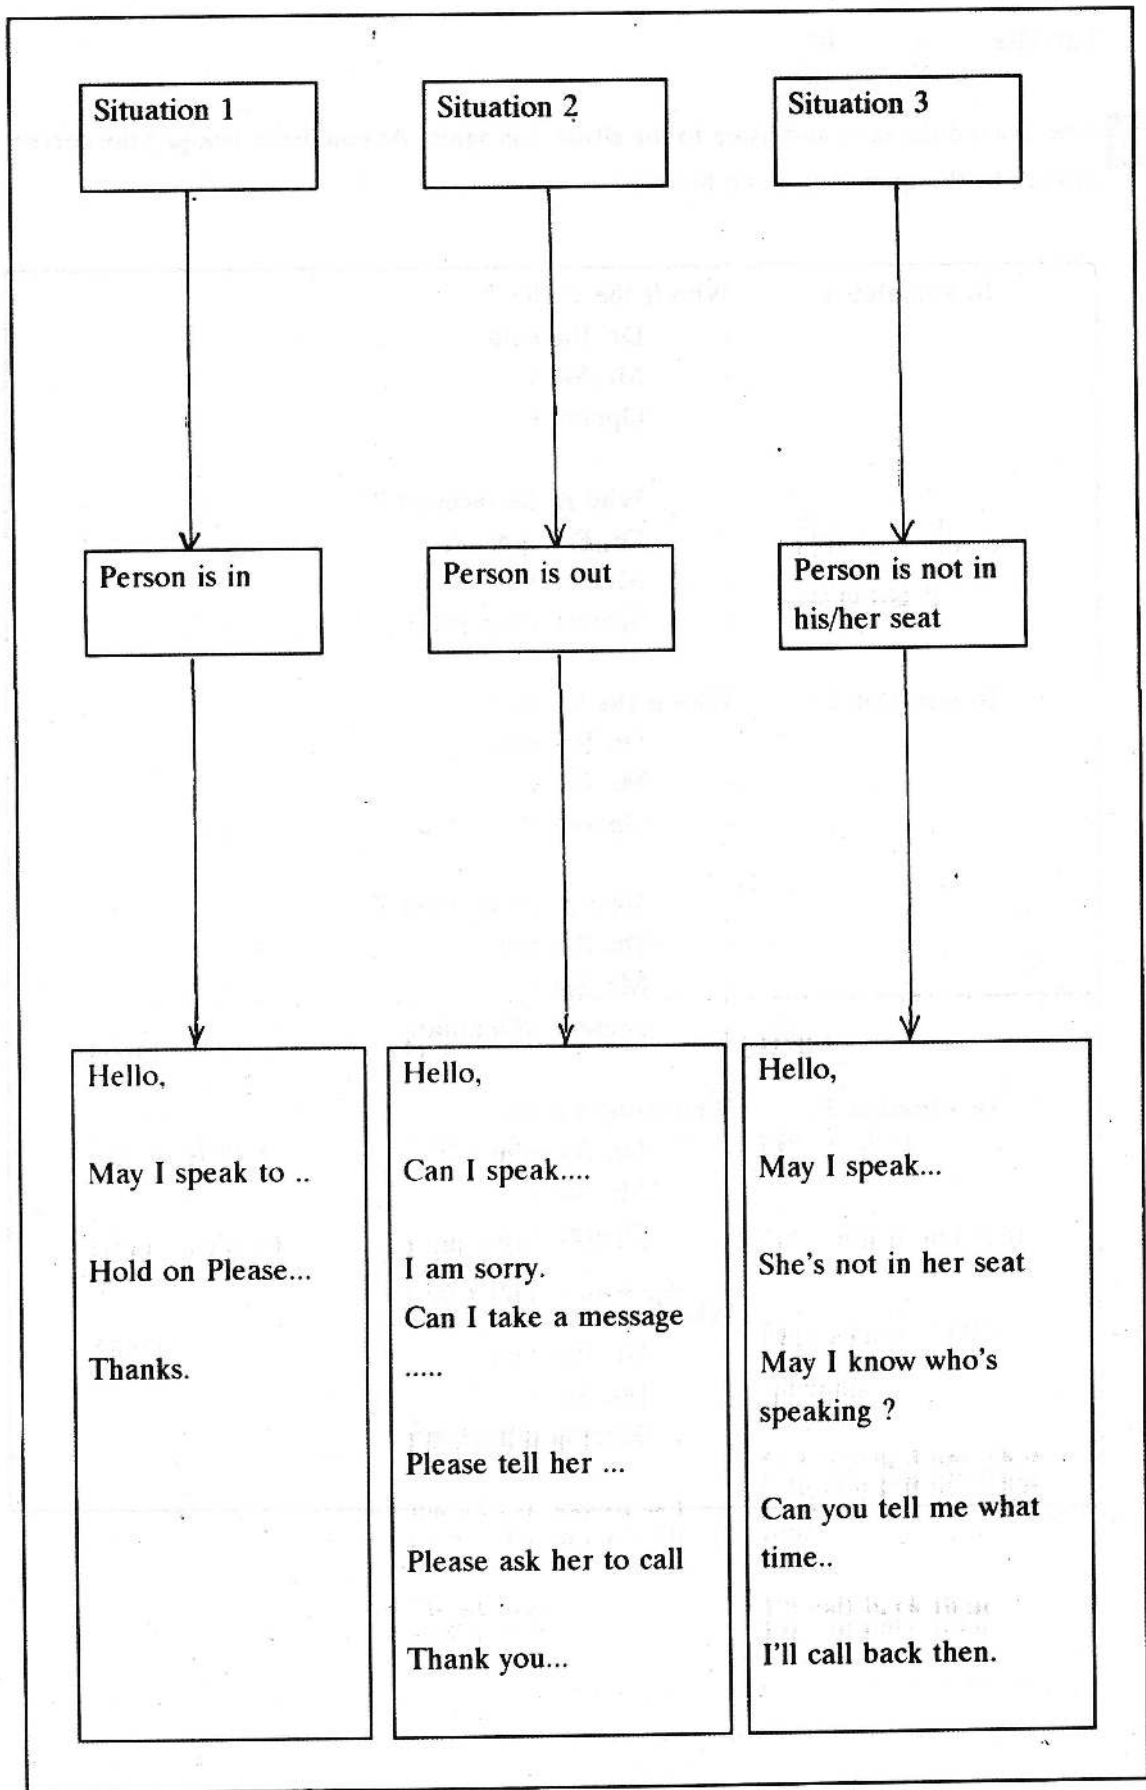 Situation 1
Situation 2
Situation 3
Person is in
Person is out
Person is not in
his/her seat
Hello,
May I speak to ..
Hold on Please...
Thanks.
Hello,
Can I speak....
I am sorry.
Can I take a message
.....
Please tell her ...
Please ask her to call
Thank you...
Hello,
May I speak...
She's not in her seat
May I know who's
speaking ?
Can you tell me what
time..
I'll call back then.